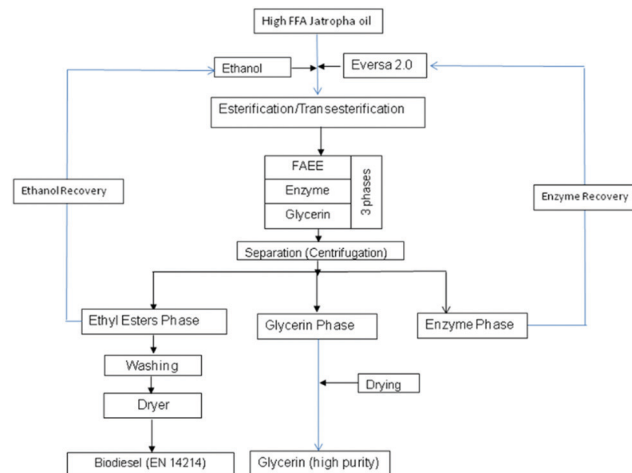 High FFA Jatropha oil
Ethanol
Eversa 2.0
Esterification/Transesterification
Ethanol Recovery
FAEE
Enzyme
Glycerin
3 phases
Enzyme Recovery
Separation (Centrifugation)
Ethyl Esters Phase
Glycerin Phase
Enzyme Phase
Washing
Drying
Dryer
Biodiesel (EN 14214)
Glycerin (high purity)